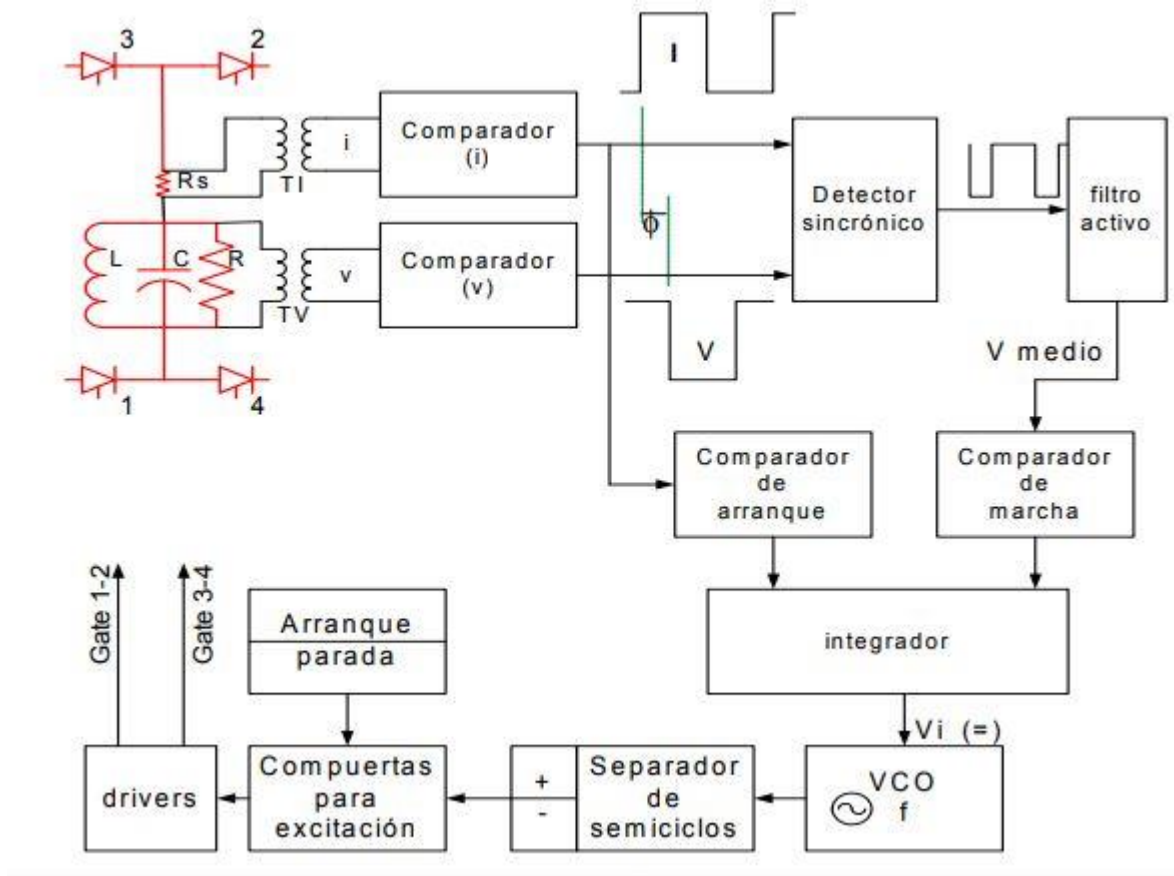 3
2
I
Comparador
(i)
i
Rs
TI
Detector
sincrónico
filtro
activo
ϕ
L
C
R
v
TV
Comparador
(v)
V
V medio
1
4
Comparador
de
arranque
Comparador
de
marcha
Gate 1-2
Gate 3-4
Arranque
parada
integrador
Vi (=)
drivers
Compuertas
para
excitación
+
-
Separador
de
semiciclos
VCO
f